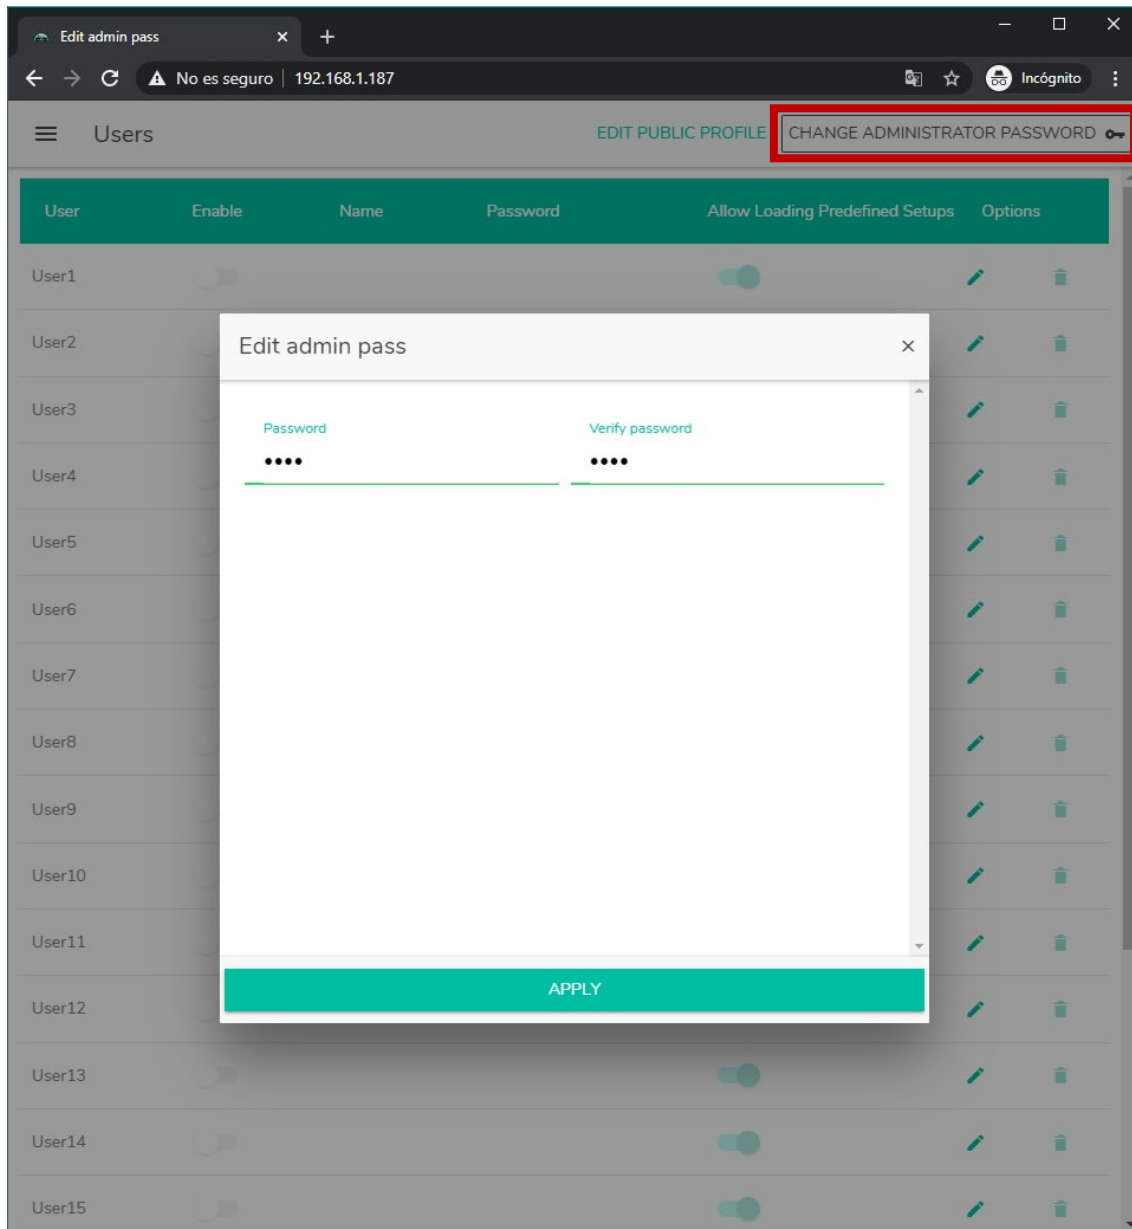 Edit admin pass
No es seguro | 192.168.1.187 Incógnito
Users EDIT PUBLIC PROFILE CHANGE ADMINISTRATOR PASSWORD
User Enable Name Password Allow Loading Predefined Setups Options
User1
User2
Edit admin pass
User3
Password Verify password
••••  ••••
User4
User5
User6
User7
User8
User9
User10
User11
APPLY
User12
User13
User14
User15